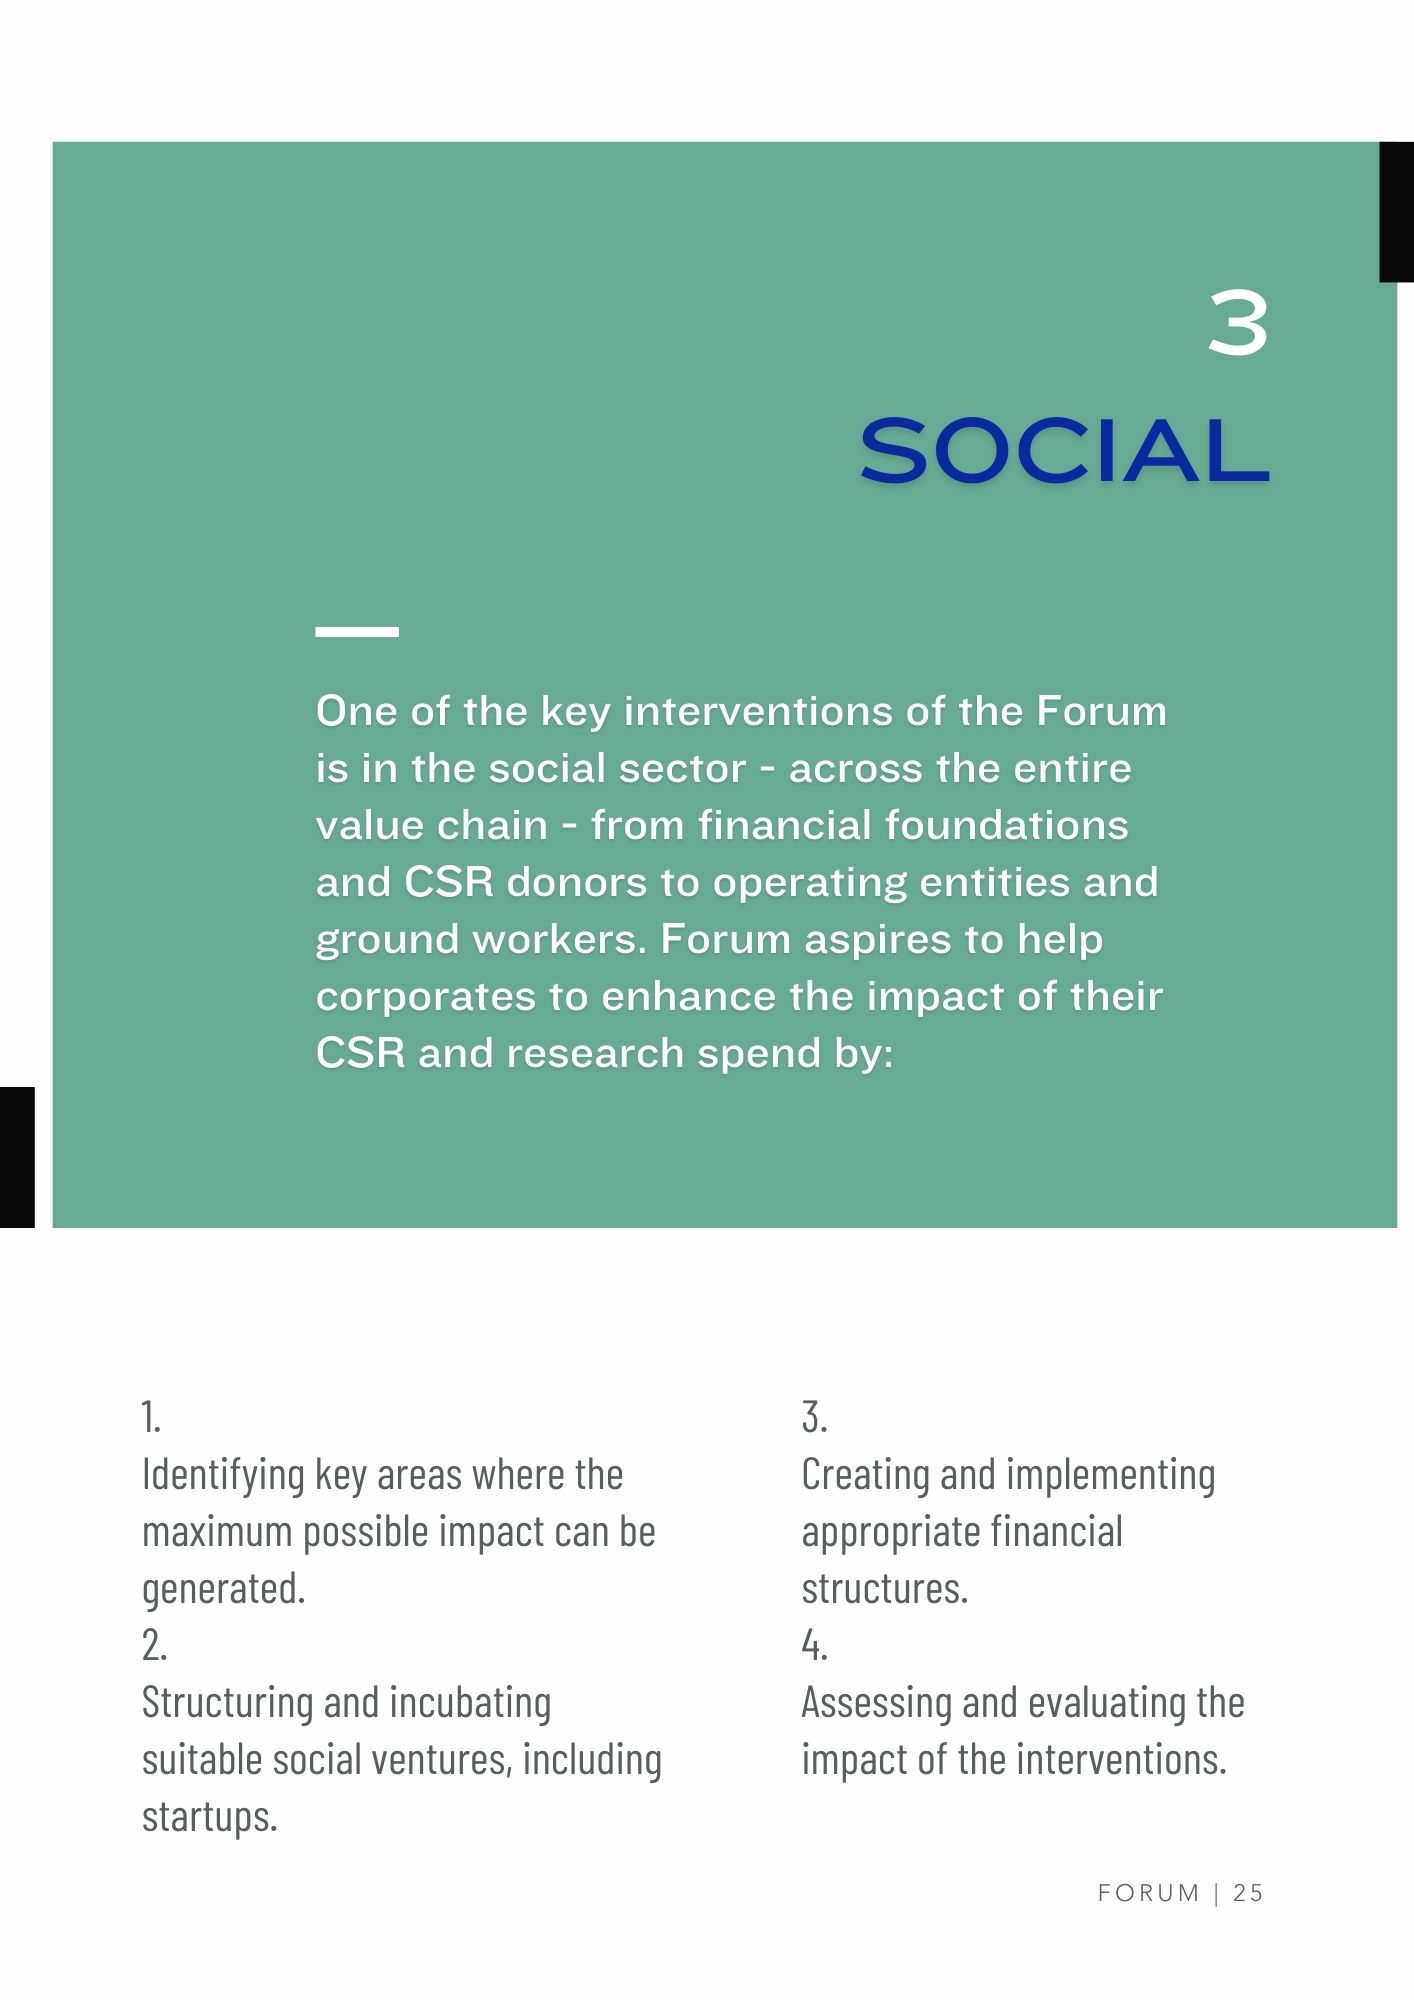 3
SOCIAL
One of the key interventions of the Forum
is in the social sector - across the entire
value chain - from financial foundations
and CSR donors to operating entities and
ground workers. Forum aspires to help
corporates to enhance the impact of their
CSR and research spend by:
1.
Identifying key areas where the
maximum possible impact can be
generated.
2.
Structuring and incubating
suitable social ventures, including
startups.
3.
Creating and implementing
appropriate financial
structures.
4.
Assessing and evaluating the
impact of the interventions.
FORUM | 25